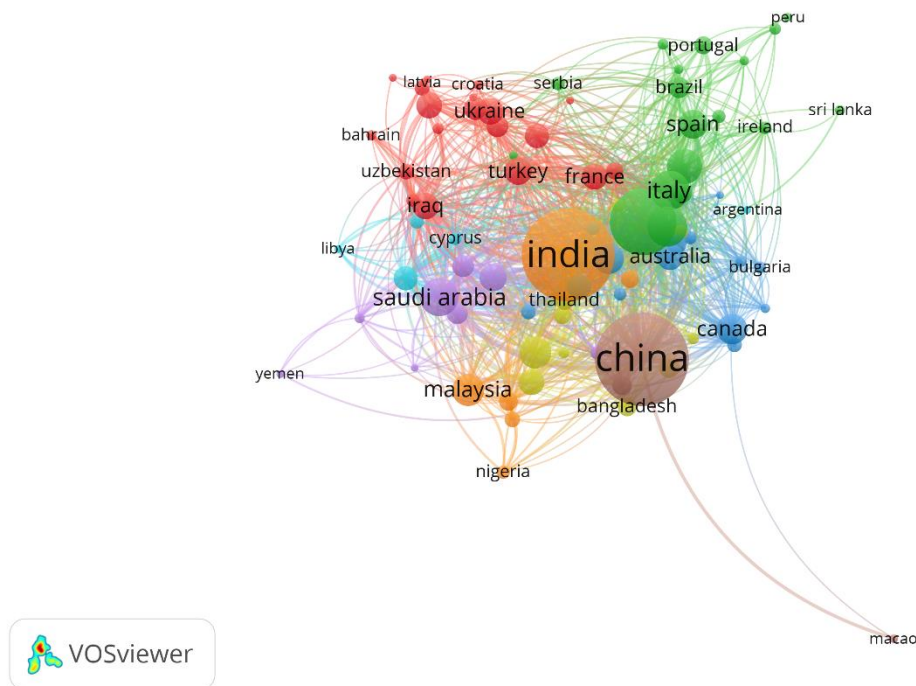 peru
portugal
latvia
croatia
serbia
brazil
ukraine
sri lanka
spain
ireland
bahrain
uzbekistan
turkey
france
italy
iraq
argentina
cyprus
libya
india
australia
bulgaria
saudi arabia
thailand
canada
china
yemen
malaysia
bangladesh
nigeria
macao
VOSviewer